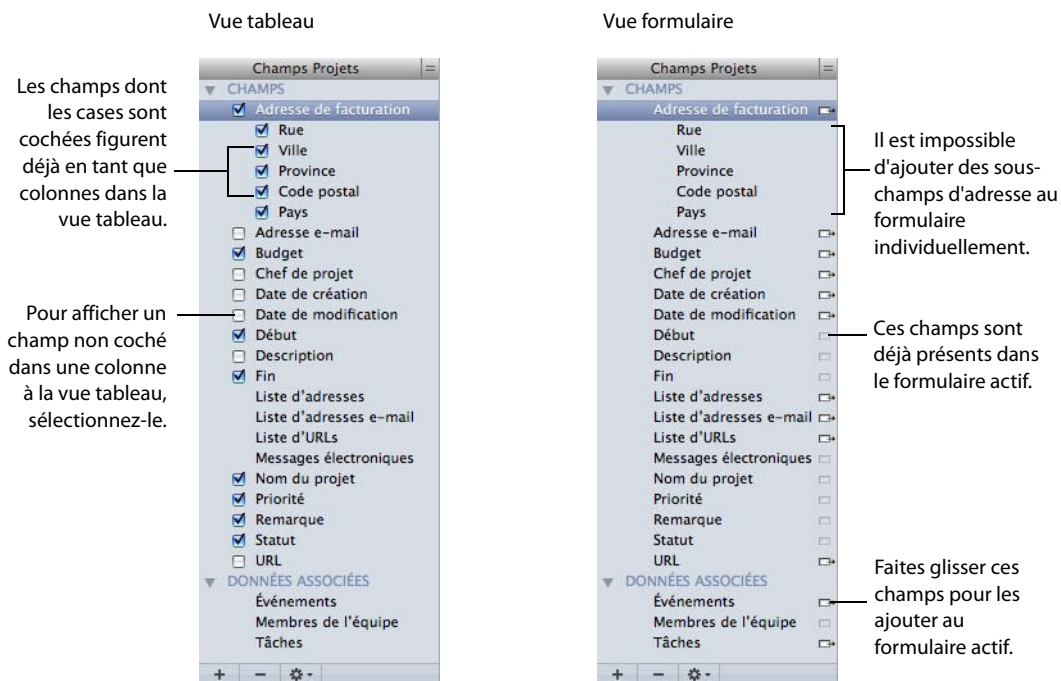 Vue tableau
Les champs dont
les cases sont
cochées figurent
déjà en tant que
colonnes dans la
vue tableau.
Pour afficher un
champ non coché
dans une colonne
à la vue tableau,
sélectionnez-le.
Champs Projets
CHAMPS
Adresse de facturation
Rue
Ville
Province
Code postal
Pays
Adresse e-mail
Budget
Chef de projet
Date de création
Date de modification
Début
Description
Fin
Liste d'adresses
Liste d'adresses e-mail
Liste d'URLs
Messages électroniques
Nom du projet
Priorité
Remarque
Statut
URL
DONNÉES ASSOCIÉES
Événements
Membres de l'équipe
Tâches
Vue formulaire
Champs Projets
CHAMPS
Adresse de facturation
Rue
Ville
Province
Code postal
Pays
Adresse e-mail
Budget
Chef de projet
Date de création
Date de modification
Début
Description
Fin
Liste d'adresses
Liste d'adresses e-mail
Liste d'URLs
Messages électroniques
Nom du projet
Priorité
Remarque
Statut
URL
DONNÉES ASSOCIÉES
Événements
Membres de l'équipe
Tâches
Il est impossible
d'ajouter des sous-
champs d'adresse au
formulaire
individuellement.
Ces champs sont
déjà présents dans
le formulaire actif.
Faites glisser ces
champs pour les
ajouter au
formulaire actif.